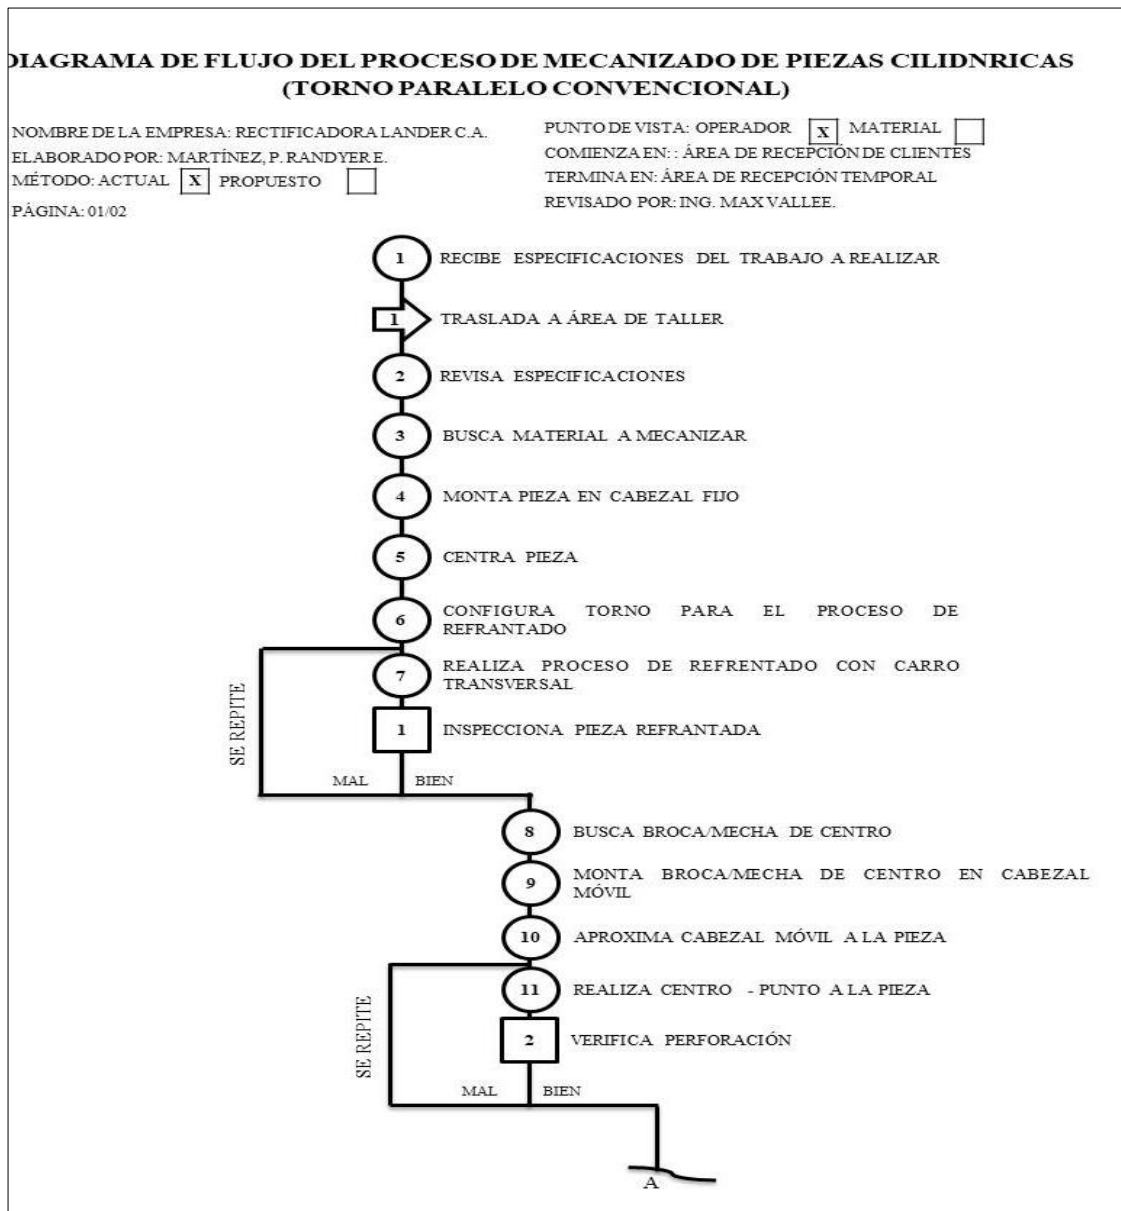 DIAGRAMA DE FLUJO DEL PROCESO DE MECANIZADO DE PIEZAS CILIDNRICAS
(TORNO PARALELO CONVENCIONAL)
NOMBRE DE LA EMPRESA: RECTIFICADORA LANDER C.A.
ELABORADO POR: MARTÍNEZ, P. RANDYER E.
MÉTODO: ACTUAL X PROPUESTO
PÁGINA: 01/02
PUNTO DE VISTA: OPERADOR X MATERIAL
COMIENZA EN: : ÁREA DE RECEPCIÓN DE CLIENTES
TERMINA EN: ÁREA DE RECEPCIÓN TEMPORAL
REVISADO POR: ING. MAX VALLEE.
1 RECIBE ESPECIFICACIONES DEL TRABAJO A REALIZAR
1 TRASLADA A ÁREA DE TALLER
2 REVISA ESPECIFICACIONES
3 BUSCA MATERIAL A MECANIZAR
4 MONTA PIEZA EN CABEZAL FIJO
5 CENTRA PIEZA
6 CONFIGURA TORNO PARA EL PROCESO DE
REFRANTADO
7 REALIZA PROCESO DE REFRENTADO CON CARRO
TRANSVERSAL
SE REPITE
1 INSPECCIONA PIEZA REFRANTADA
MAL BIEN
8 BUSCA BROCA/MECHA DE CENTRO
9 MONTA BROCA/MECHA DE CENTRO EN CABEZAL
MÓVIL
10 APROXIMA CABEZAL MÓVIL A LA PIEZA
11 REALIZA CENTRO - PUNTO A LA PIEZA
SE REPITE
2 VERIFICA PERFORACIÓN
MAL BIEN
A